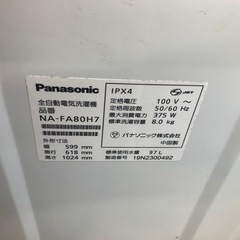 Panasonic
全自動電気洗濯機
品番
NA-FA80H7
外形寸法
幅 599 mm
奥行 618 mm
高さ 1024 mm
IPX4
JET
定格電圧 100 V ~
定格周波数 50/60 Hz
定格消費電力 375 W
標準洗濯容量 8.0 kg
パナソニック株式会社
中国製
標準使用水量 97 L
製造番号 19N2300492